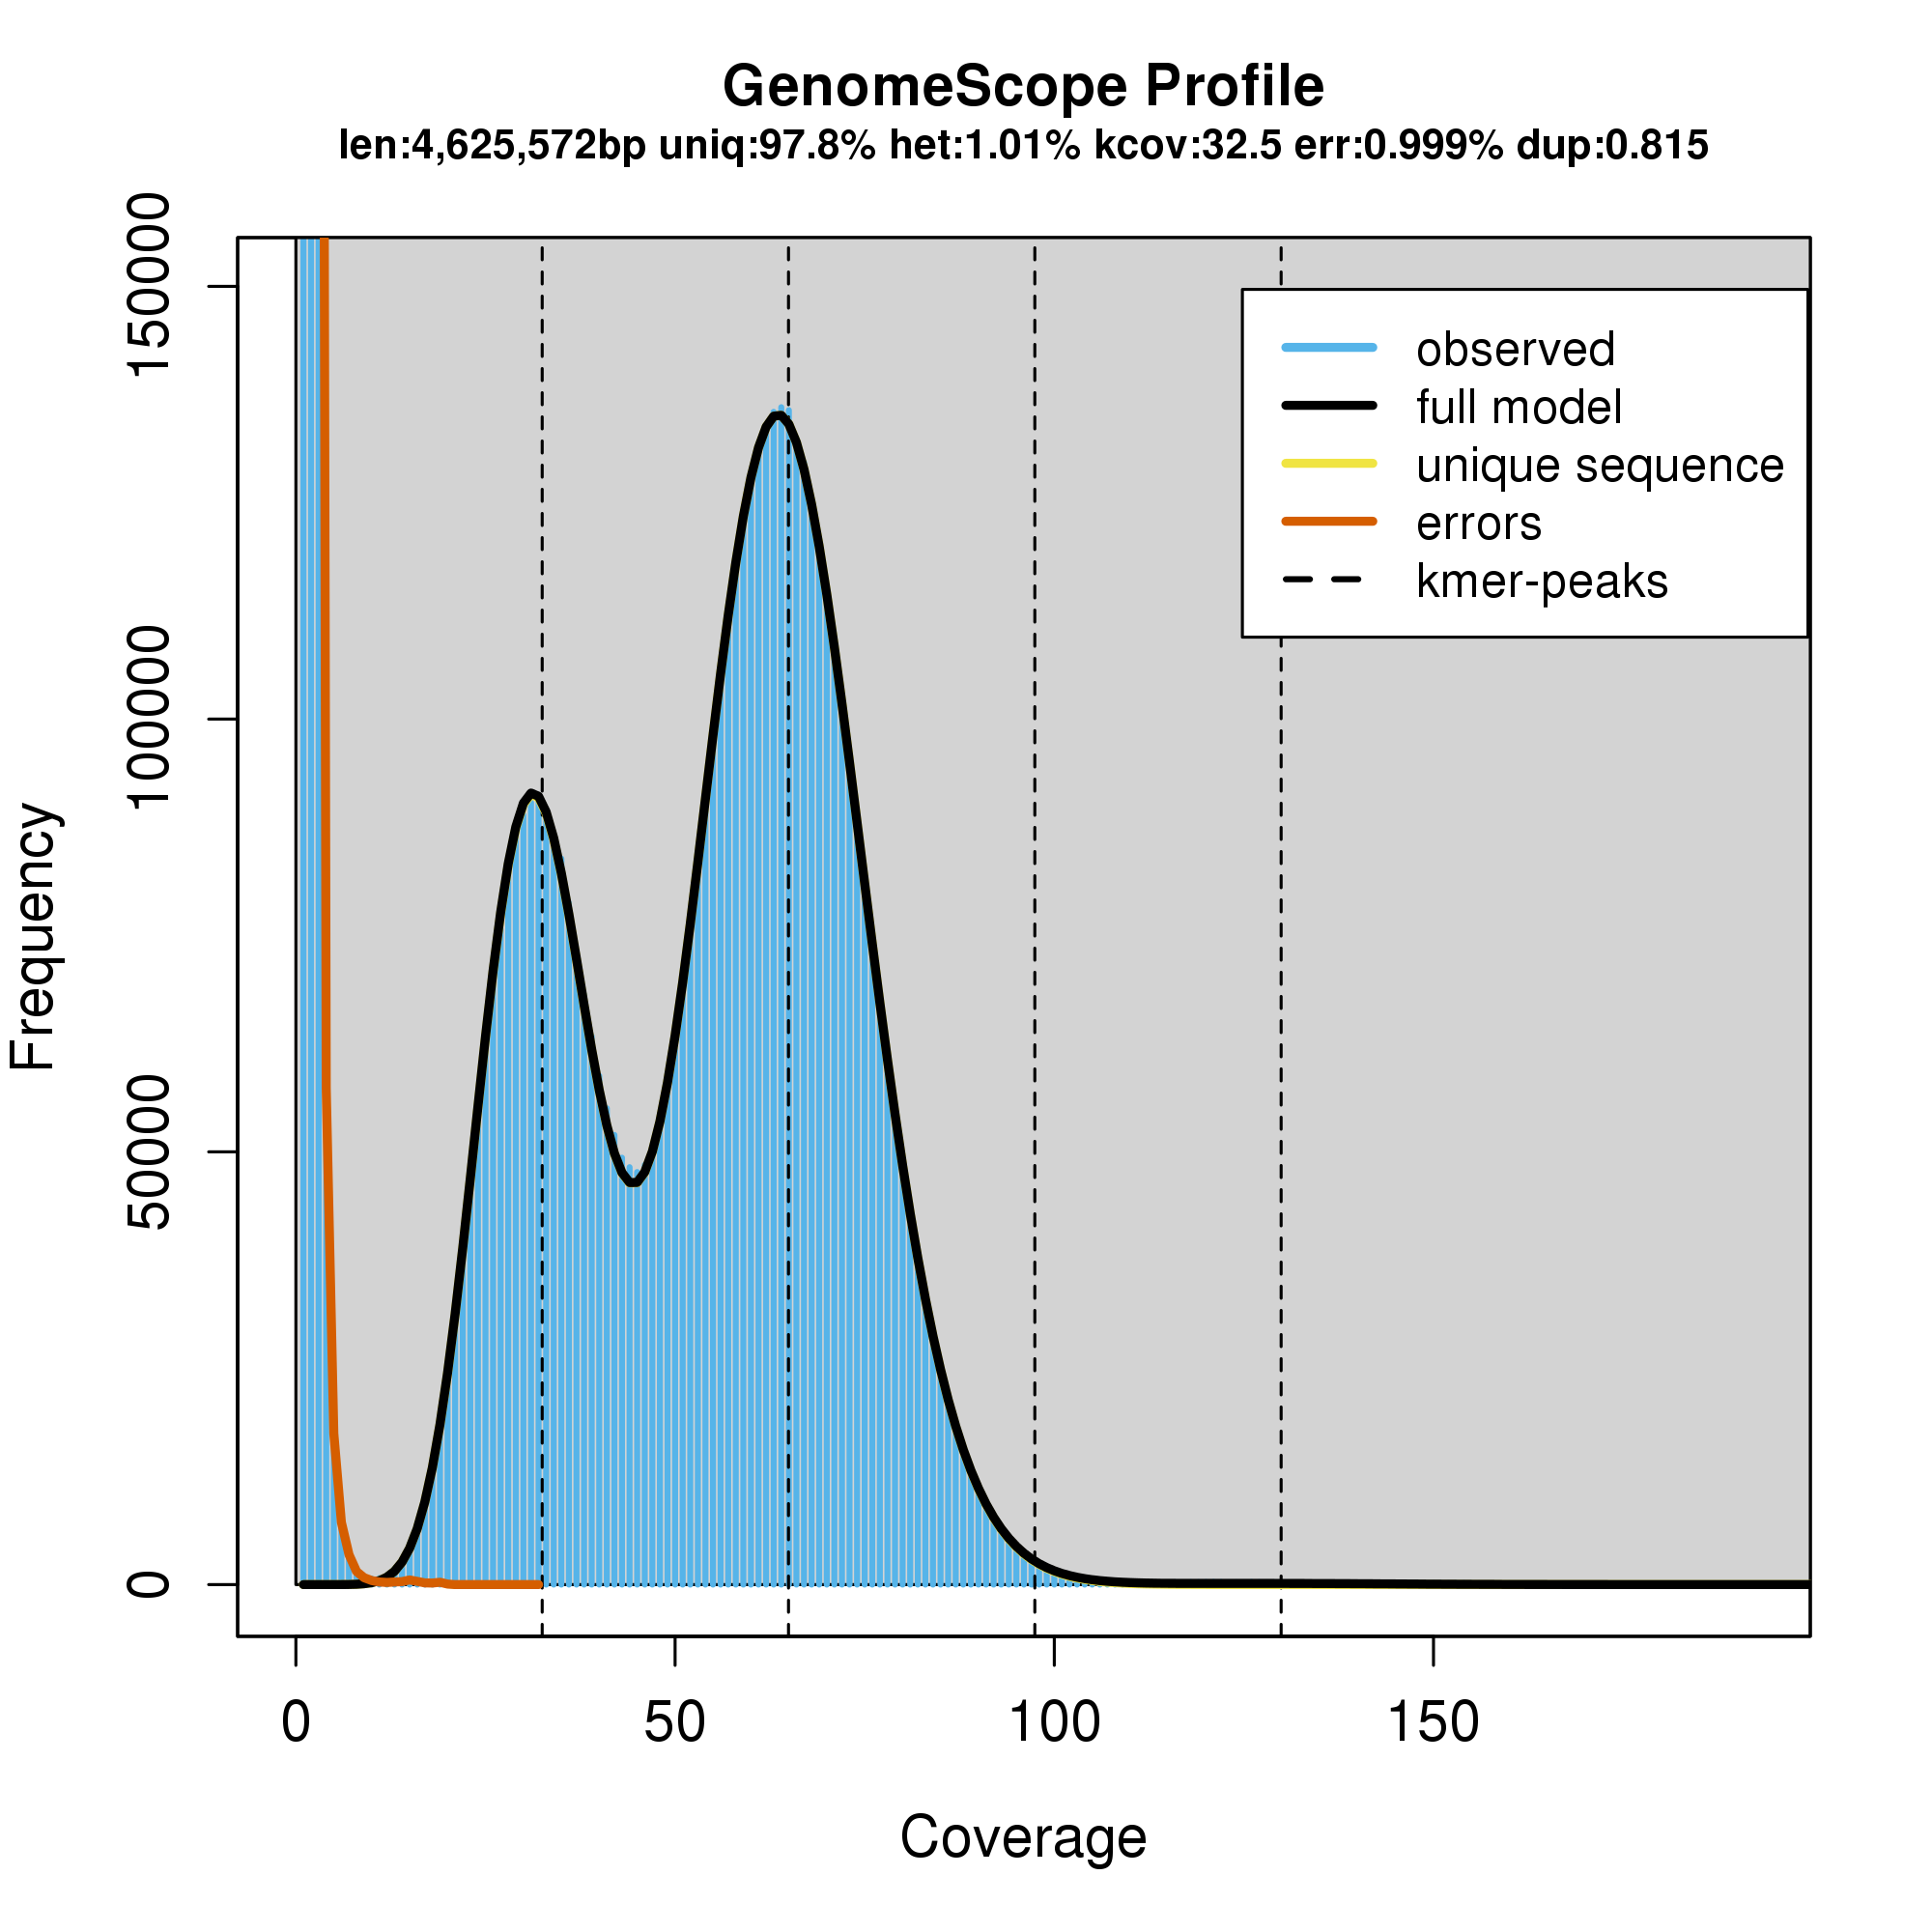 GenomeScope Profile
len:4,625,572bp uniq:97.8% het:1.01% kcov:32.5 err:0.999% dup:0.815
Frequency
150000
100000
50000
0
observed
full model
unique sequence
errors
kmer-peaks
0 50 100 150
Coverage